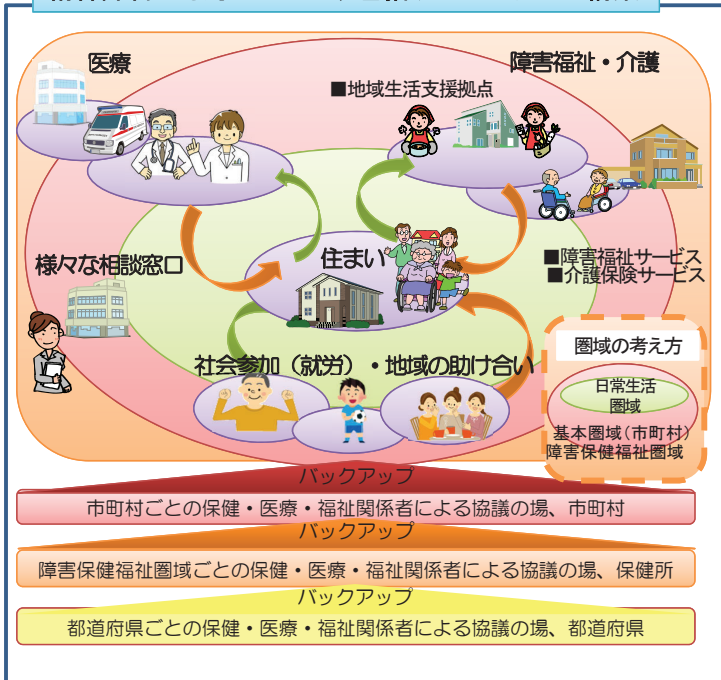 医療
障害福祉・介護
■地域生活支援拠点
住まい
様々な相談窓口
■障害福祉サービス
■介護保険サービス
社会参加（就労）・地域の助け合い
圏域の考え方
日常生活
圏域
基本圏域（市町村）
障害保健福祉圏域
バックアップ
市町村ごとの保健・医療・福祉関係者による協議の場、市町村
バックアップ
障害保健福祉圏域ごとの保健・医療・福祉関係者による協議の場、保健所
バックアップ
都道府県ごとの保健・医療・福祉関係者による協議の場、都道府県